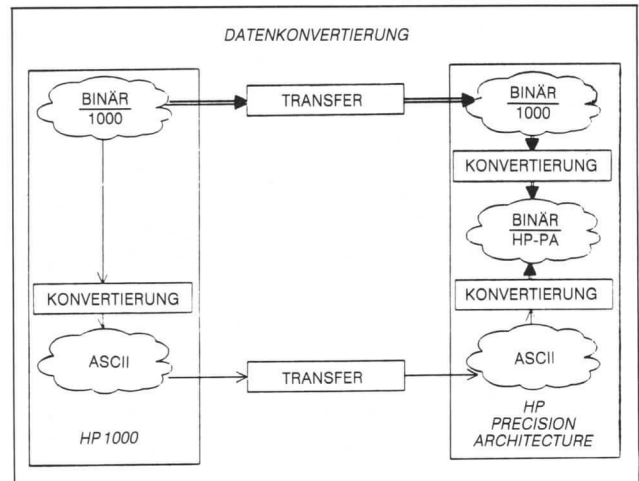 DATENKONVERTIERUNG
BINÄR
1000
TRANSFER
BINÄR
1000
KONVERTIERUNG
BINÄR
HP-PA
KONVERTIERUNG
KONVERTIERUNG
ASCII
TRANSFER
ASCII
HP 1000
HP
PRECISION
ARCHITECTURE